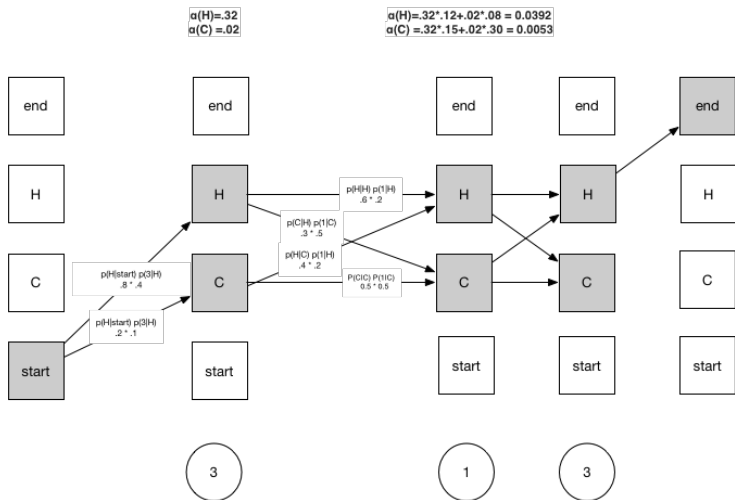 α(H)=.32
α(C) =.02
α(H)=.32*.12+.02*.08 = 0.0392
α(C) =.32*.15+.02*.30 = 0.0053
end
end
end
end
end
H
H
H
H
H
p(H|H) p(1|H)
.6 * .2
p(C|H) p(1|C)
.3 * .5
p(H|C) p(1|H)
.4 * .2
C
C
C
C
C
p(H|start) p(3|H)
.8 * .4
P(C|C) P(1|C)
0.5 * 0.5
p(H|start) p(3|H)
.2 * .1
start
start
start
start
start
3
1
3